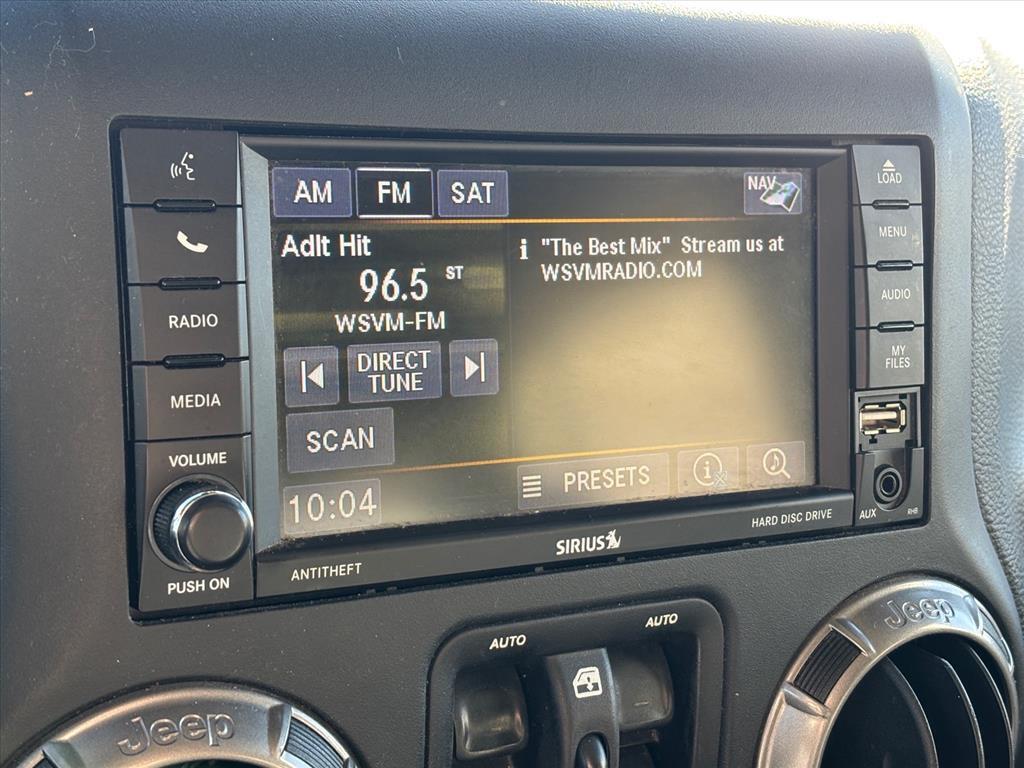 AM FM SAT NAV
Adlt Hit
96.5 ST
WSVM-FM
DIRECT
TUNE
SCAN
10:04
i "The Best Mix" Stream us at
WSVMRADIO.COM
PRESETS
i
RADIO
MEDIA
VOLUME
PUSH ON
LOAD
MENU
AUDIO
MY
FILES
AUX RHB
ANTITHEFT
SIRIUS
HARD DISC DRIVE
AUTO
AUTO
Jeep
Jeep